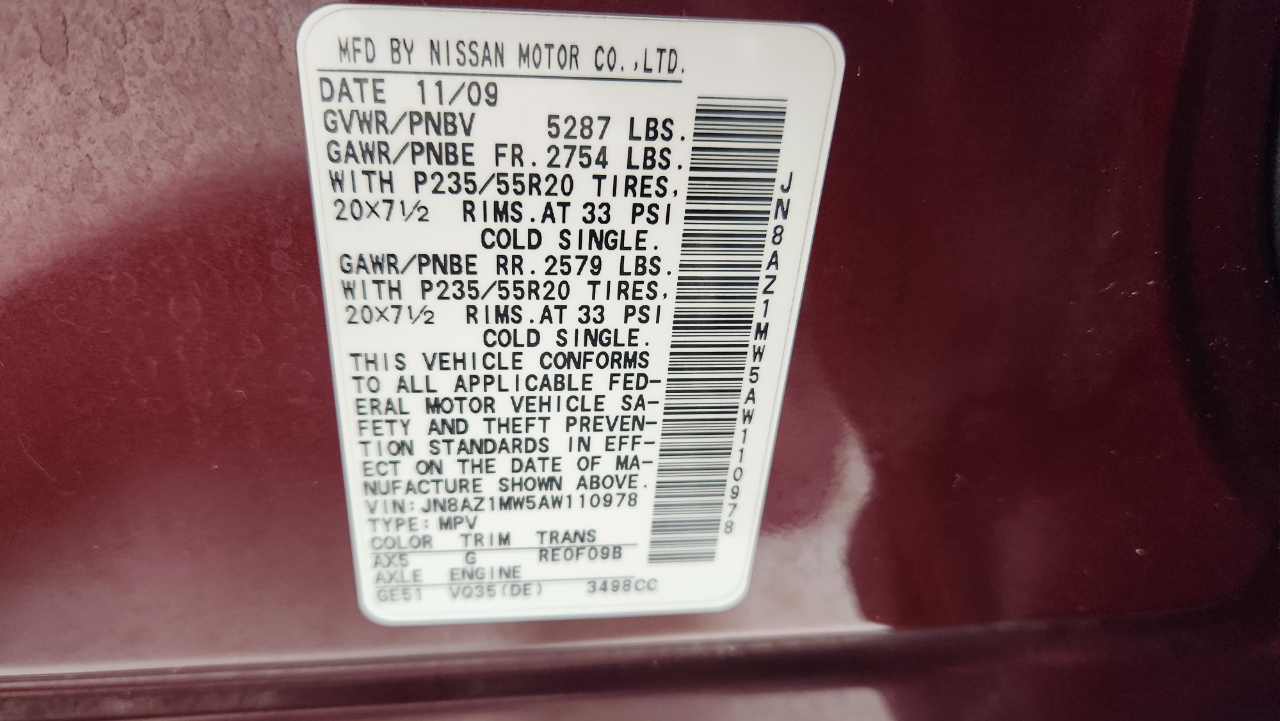 MFD BY NISSAN MOTOR CO.,LTD.
DATE 11/09
GVWR/PNBV 5287 LBS.
GAWR/PNBE FR. 2754 LBS.
WITH P235/55R20 TIRES,
20×7½ RIMS. AT 33 PSI
COLD SINGLE.
GAWR/PNBE RR. 2579 LBS.
WITH P235/55R20 TIRES,
20×7½ RIMS. AT 33 PSI
COLD SINGLE.
THIS VEHICLE CONFORMS
TO ALL APPLICABLE FED-
ERAL MOTOR VEHICLE SA-
FETY AND THEFT PREVEN-
TION STANDARDS IN EFF-
ECT ON THE DATE OF MA-
NUFACTURE SHOWN ABOVE.
VIN: JN8AZ1MW5AW110978
TYPE: MPV
COLOR TRIM TRANS
AX5 G RE0F09B
AXLE ENGINE
GE51 VQ35(DE) 3498CC
JN8AZ1MW5AW110978